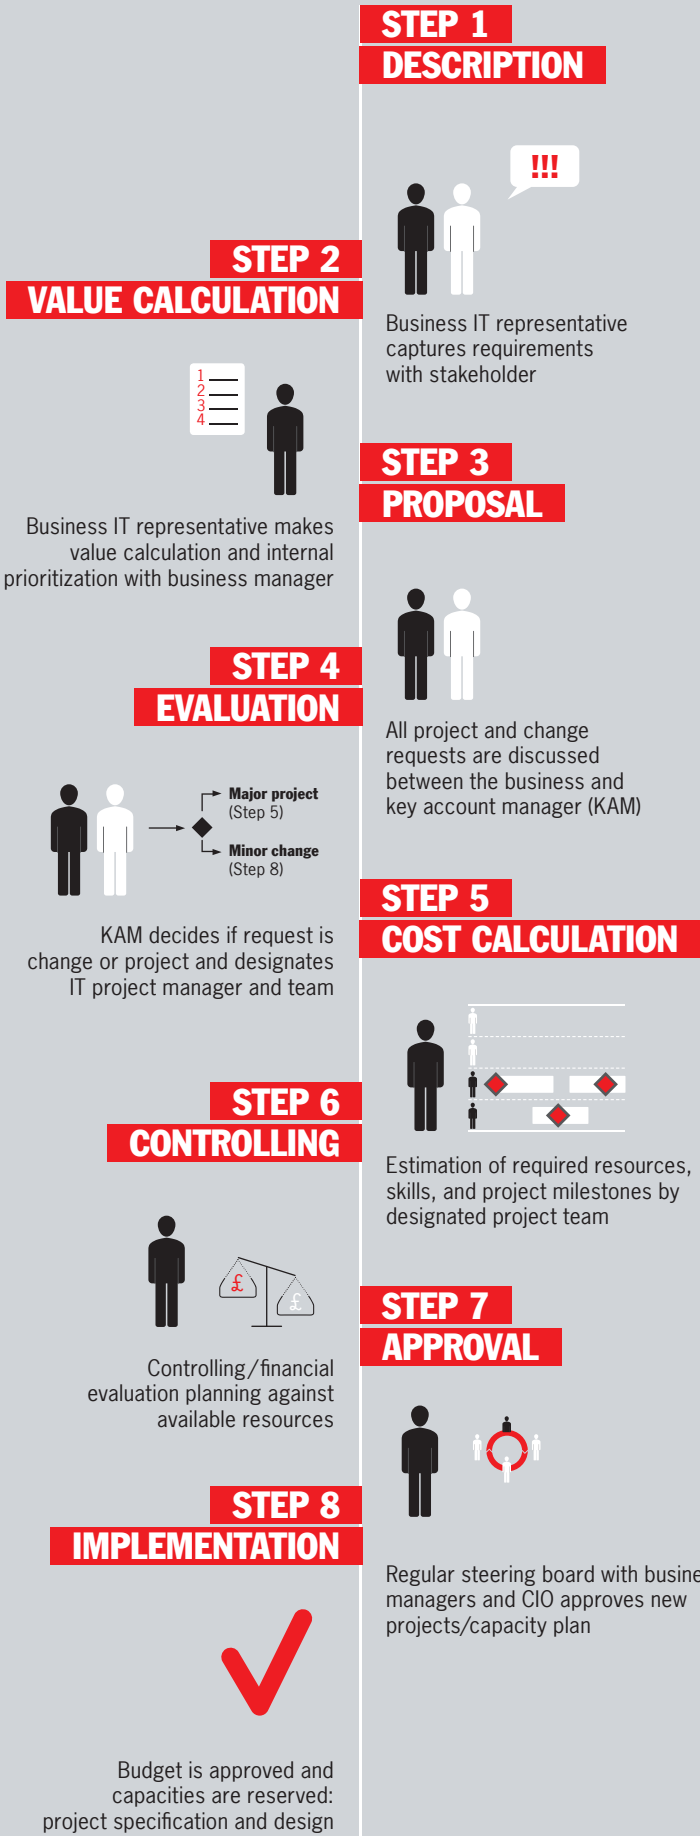 STEP 1
DESCRIPTION
!!!
Business IT representative
captures requirements
with stakeholder
STEP 2
VALUE CALCULATION
1
2
3
4
Business IT representative makes
value calculation and internal
prioritization with business manager
STEP 3
PROPOSAL
All project and change
requests are discussed
between the business and
key account manager (KAM)
STEP 4
EVALUATION
Major project
(Step 5)
Minor change
(Step 8)
KAM decides if request is
change or project and designates
IT project manager and team
STEP 5
COST CALCULATION
Estimation of required resources,
skills, and project milestones by
designated project team
STEP 6
CONTROLLING
£
£
Controlling/financial
evaluation planning against
available resources
STEP 7
APPROVAL
Regular steering board with busine
managers and CIO approves new
projects/capacity plan
STEP 8
IMPLEMENTATION
Budget is approved and
capacities are reserved:
project specification and design